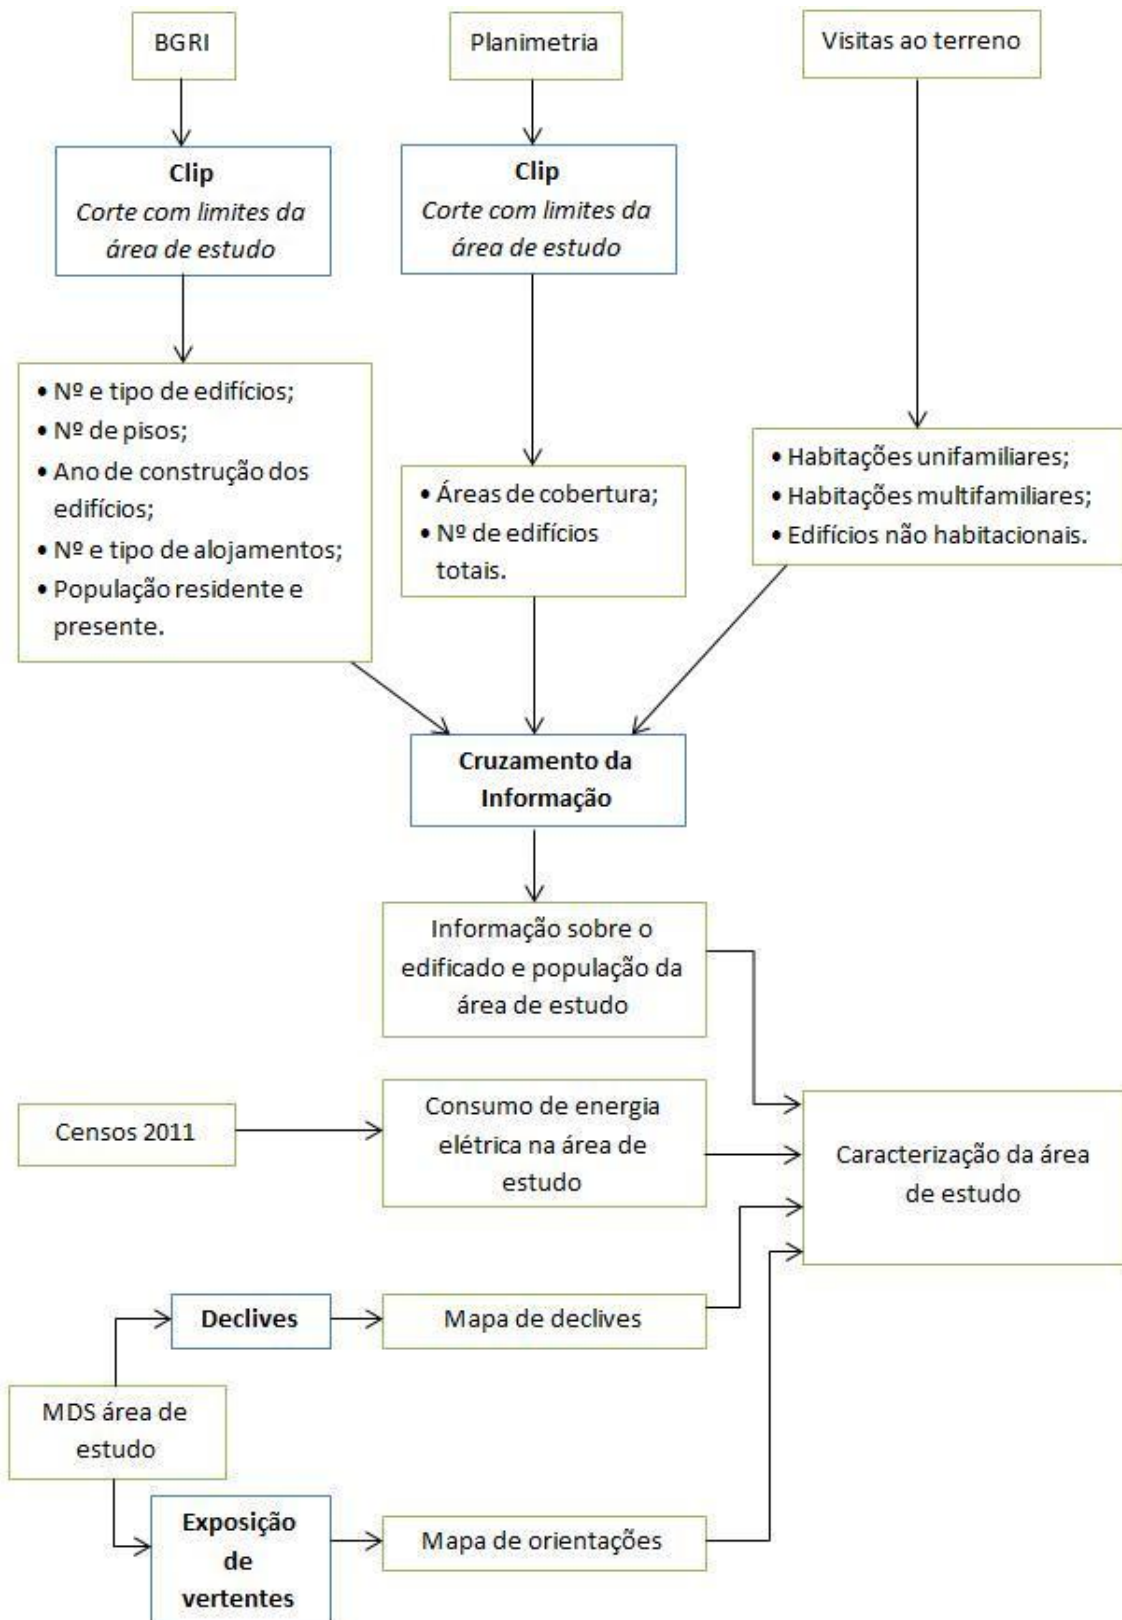 BGRI
Planimetria
Visitas ao terreno
Clip
Corte com limites da
área de estudo
Clip
Corte com limites da
área de estudo
• Nº e tipo de edifícios;
• Nº de pisos;
• Ano de construção dos
edifícios;
• Nº e tipo de alojamentos;
• População residente e
presente.
• Áreas de cobertura;
• Nº de edifícios
totais.
• Habitações unifamiliares;
• Habitações multifamiliares;
• Edifícios não habitacionais.
Cruzamento da
Informação
Informação sobre o
edificado e população da
área de estudo
Censos 2011
Consumo de energia
elétrica na área de
estudo
Caracterização da área
de estudo
Declives
Mapa de declives
MDS área de
estudo
Exposição
de
vertentes
Mapa de orientações